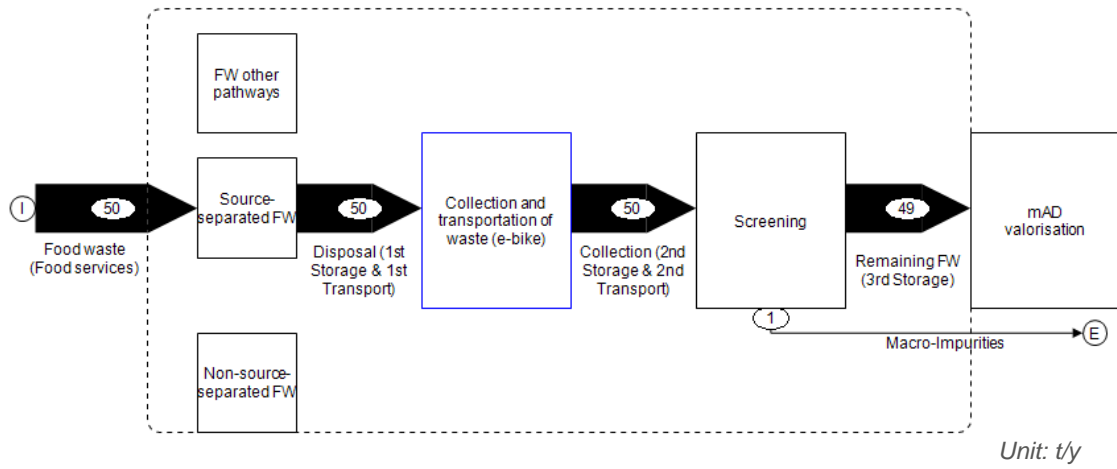 FW other
pathways
I
50
Food waste
(Food services)
Source-
separated FW
50
Disposal (1st
Storage & 1st
Transport)
Collection and
transportation of
waste (e-bike)
50
Collection (2nd
Storage & 2nd
Transport)
Screening
49
Remaining FW
(3rd Storage)
mAD
valorisation
1
Macro-Impurities
E
Non-source-
separated FW
Unit: t/y